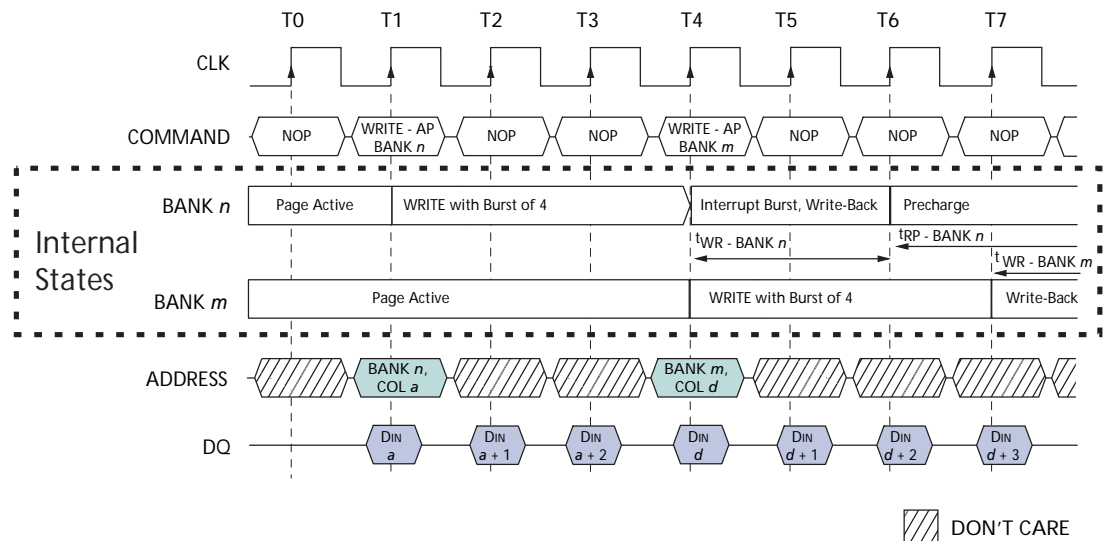 T0 T1 T2 T3 T4 T5 T6 T7
CLK
COMMAND NOP WRITE - AP BANK n NOP NOP WRITE - AP BANK m NOP NOP NOP
BANK n Page Active WRITE with Burst of 4 Interrupt Burst, Write-Back Precharge
Internal States
tWR - BANK n tRP - BANK n
t WR - BANK m
BANK m Page Active WRITE with Burst of 4 Write-Back
ADDRESS BANK n, COL a BANK m, COL d
DQ DIN a DIN a + 1 DIN a + 2 DIN d DIN d + 1 DIN d + 2 DIN d + 3
DON'T CARE